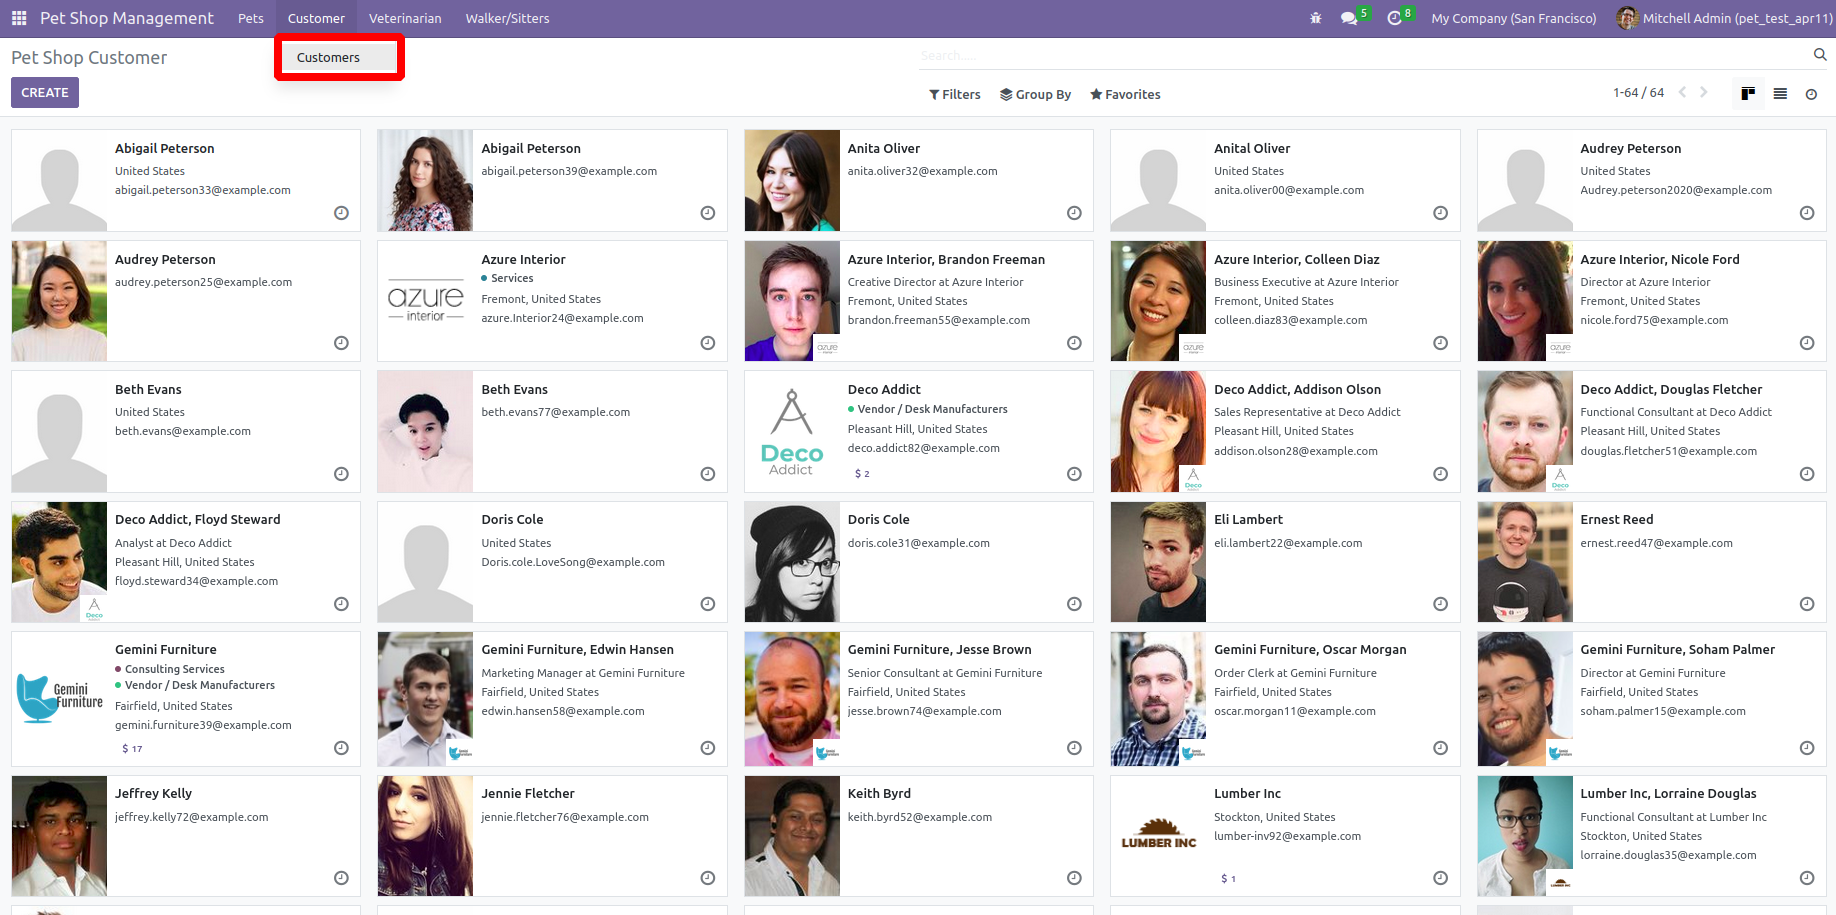 Pet Shop Management Pets Customer Veterinarian Walker/Sitters 5 8 My Company (San Francisco) Mitchell Admin (pet_test_apr11)
Customers
Pet Shop Customer
Search...
CREATE
Filters Group By Favorites 1-64 / 64
Abigail Peterson
United States
abigail.peterson33@example.com
Abigail Peterson
abigail.peterson39@example.com
Anita Oliver
anita.oliver32@example.com
Anital Oliver
United States
anita.oliver00@example.com
Audrey Peterson
United States
Audrey.peterson2020@example.com
Audrey Peterson
audrey.peterson25@example.com
azure
interior
Azure Interior
Services
Fremont, United States
azure.Interior24@example.com
Azure Interior, Brandon Freeman
Creative Director at Azure Interior
Fremont, United States
brandon.freeman55@example.com
azure
Azure Interior, Colleen Diaz
Business Executive at Azure Interior
Fremont, United States
colleen.diaz83@example.com
azure
Azure Interior, Nicole Ford
Director at Azure Interior
Fremont, United States
nicole.ford75@example.com
azure
Beth Evans
United States
beth.evans@example.com
Beth Evans
beth.evans77@example.com
Deco
Addict
Deco Addict
Vendor / Desk Manufacturers
Pleasant Hill, United States
deco.addict82@example.com
$ 2
Deco Addict, Addison Olson
Sales Representative at Deco Addict
Pleasant Hill, United States
addison.olson28@example.com
Deco
Deco Addict, Douglas Fletcher
Functional Consultant at Deco Addict
Pleasant Hill, United States
douglas.fletcher51@example.com
Deco
Deco Addict, Floyd Steward
Analyst at Deco Addict
Pleasant Hill, United States
floyd.steward34@example.com
Deco
Doris Cole
United States
Doris.cole.LoveSong@example.com
Doris Cole
doris.cole31@example.com
Eli Lambert
eli.lambert22@example.com
Ernest Reed
ernest.reed47@example.com
Gemini
Furniture
Gemini Furniture
Consulting Services
Vendor / Desk Manufacturers
Fairfield, United States
gemini.furniture39@example.com
$ 17
Gemini Furniture, Edwin Hansen
Marketing Manager at Gemini Furniture
Fairfield, United States
edwin.hansen58@example.com
Gemini Furniture, Jesse Brown
Senior Consultant at Gemini Furniture
Fairfield, United States
jesse.brown74@example.com
Gemini Furniture, Oscar Morgan
Order Clerk at Gemini Furniture
Fairfield, United States
oscar.morgan11@example.com
Gemini Furniture, Soham Palmer
Director at Gemini Furniture
Fairfield, United States
soham.palmer15@example.com
Jeffrey Kelly
jeffrey.kelly72@example.com
Jennie Fletcher
jennie.fletcher76@example.com
Keith Byrd
keith.byrd52@example.com
LUMBER INC
Lumber Inc
Stockton, United States
lumber-inv92@example.com
$ 1
Lumber Inc, Lorraine Douglas
Functional Consultant at Lumber Inc
Stockton, United States
lorraine.douglas35@example.com
LUMBER INC